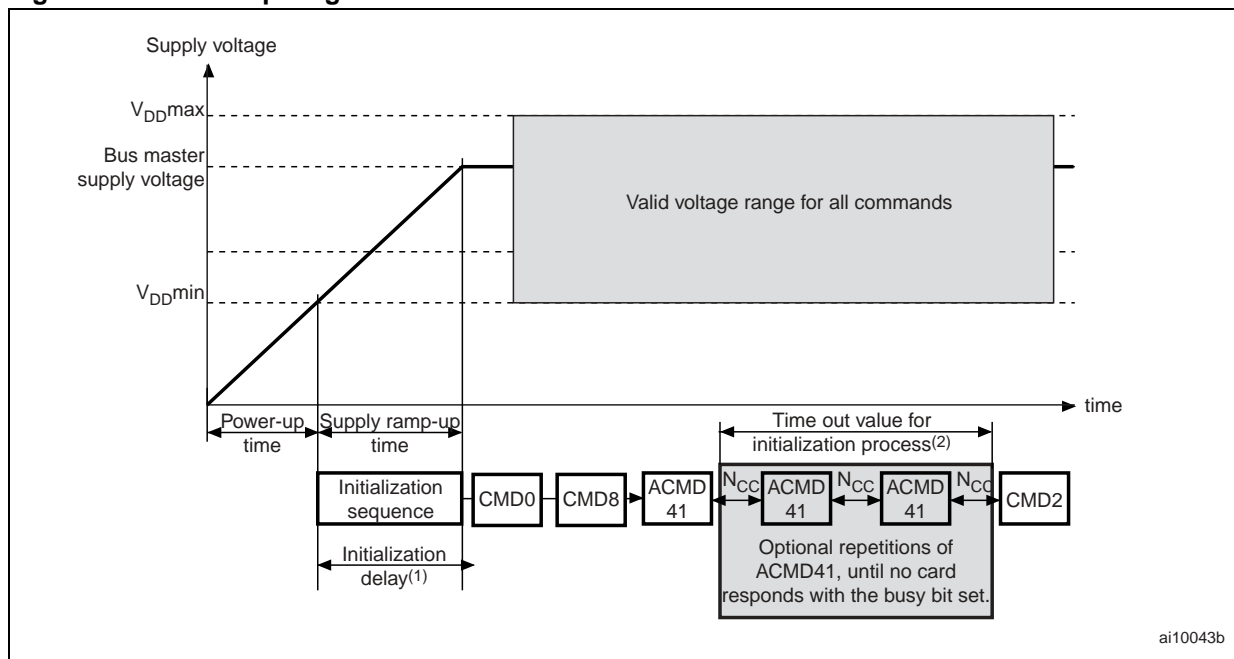 Supply voltage
VDDmax
Bus master
supply voltage
Valid voltage range for all commands
VDDmin
time
Power-up
time
Supply ramp-up
time
Time out value for
initialization process(2)
Initialization
sequence
CMD0
CMD8
ACMD
41
NCC
ACMD
41
NCC
ACMD
41
NCC
CMD2
Initialization
delay(1)
Optional repetitions of
ACMD41, until no card
responds with the busy bit set.
ai10043b